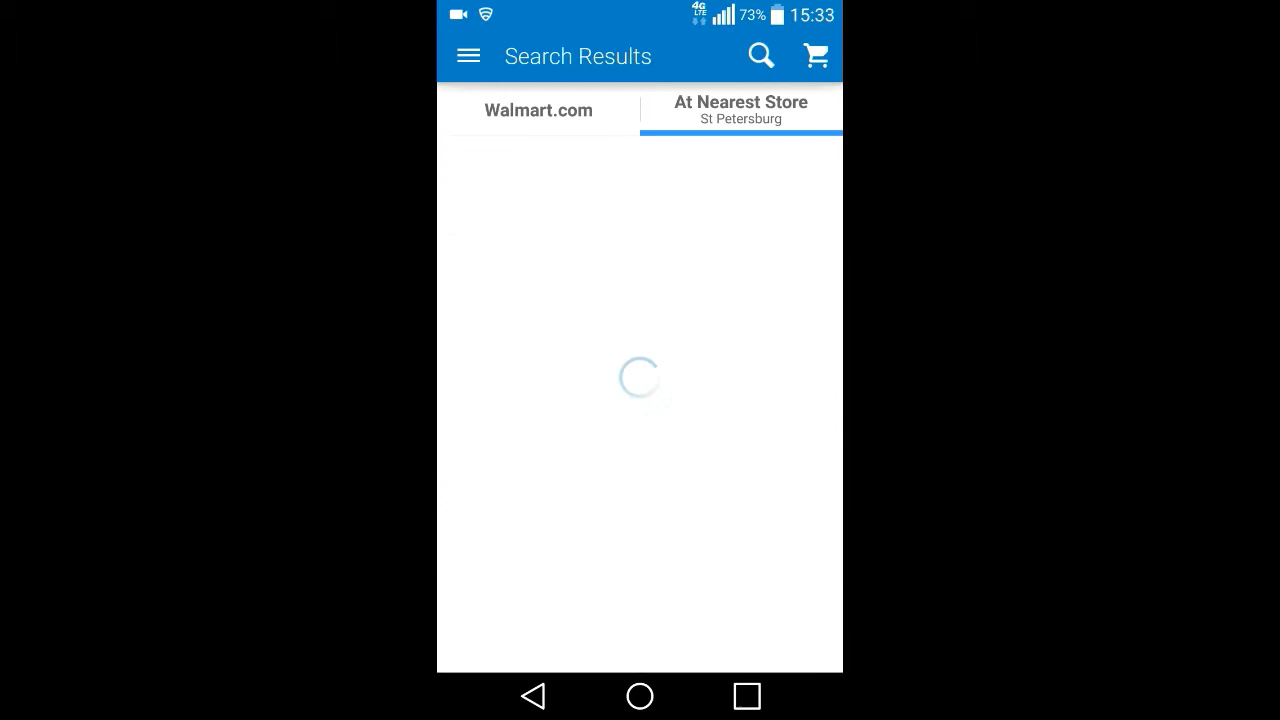 4G
LTE
73%
15:33
Search Results
Walmart.com
At Nearest Store
St Petersburg